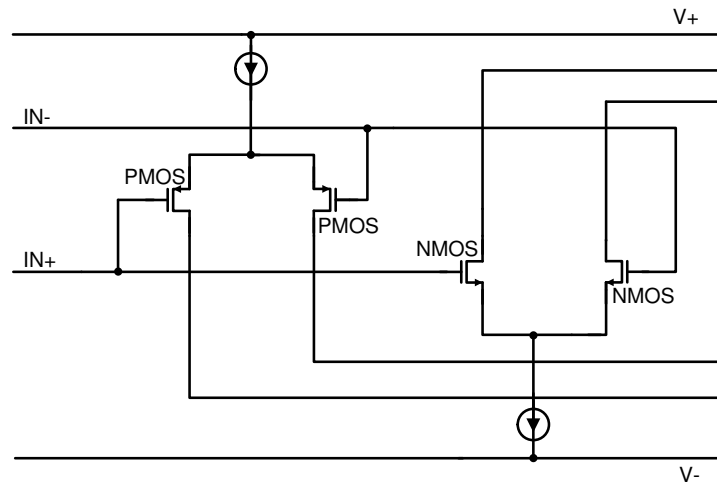 V+
IN-
PMOS
PMOS
NMOS
IN+
NMOS
V-